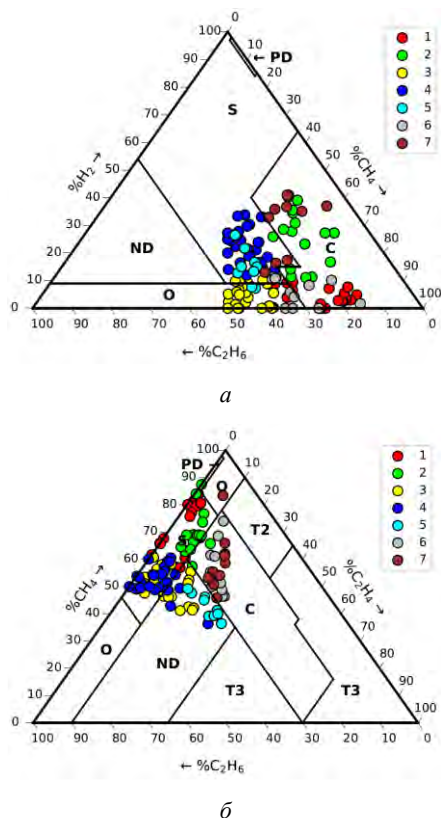 0
100 10
90 20 ← PD
80 30
70 S 40
60 50
50 60
40 70
30 ND C 80
20 90
10 O 100
0
100 90 80 70 60 50 40 30 20 10 0
%H₂ →
%CH₄ →
← %C₂H₆
1
2
3
4
5
6
7
а
0
100 10
PD → O
90 20
80 30
T2
70 40
60 50
50 60
40 C 70
O ND
30 80
20 T3 T3 90
10 100
0
100 90 80 70 60 50 40 30 20 10 0
%CH₄ →
%C₂H₄ →
← %C₂H₆
1
2
3
4
5
6
7
б